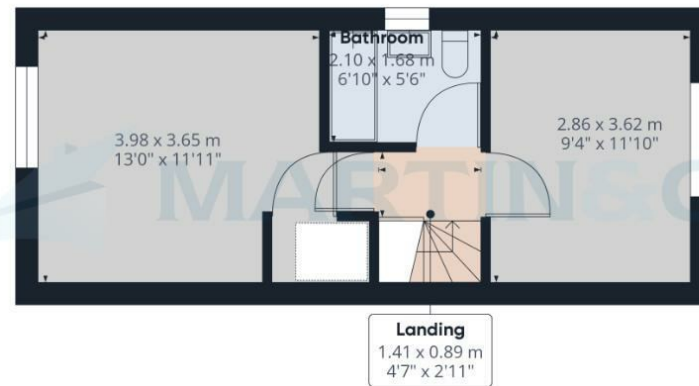 Bathroom
2.10 x 1.68 m
6'10" x 5'6"
3.98 x 3.65 m
13'0" x 11'11"
2.86 x 3.62 m
9'4" x 11'10"
MARTIN&C
Landing
1.41 x 0.89 m
4'7" x 2'11"